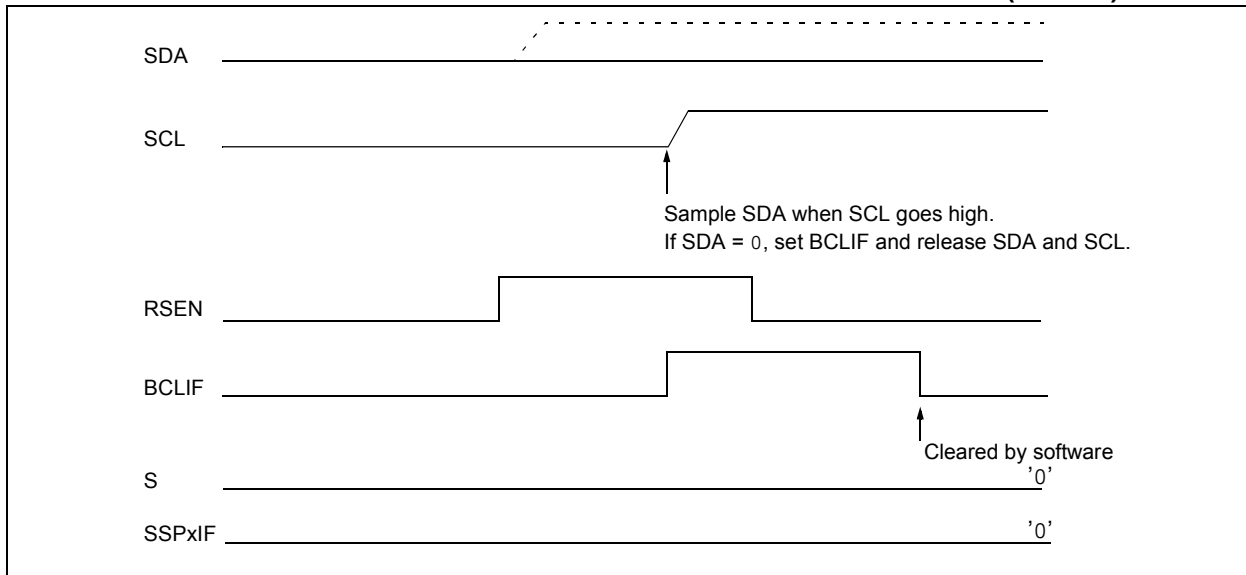 SDA
SCL
Sample SDA when SCL goes high.
If SDA = 0, set BCLIF and release SDA and SCL.
RSEN
BCLIF
Cleared by software
S
'0'
SSPxIF
'0'